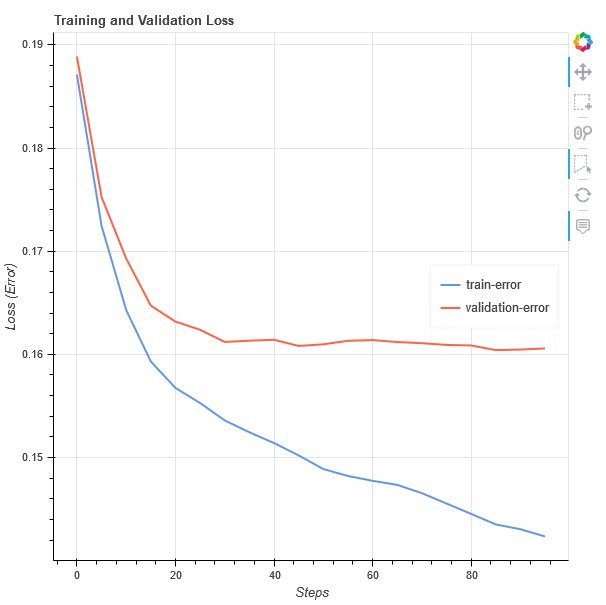 Training and Validation Loss
0.19
0.18
0.17
0.16
0.15
Loss (Error)
train-error
validation-error
0
20
40
60
80
Steps